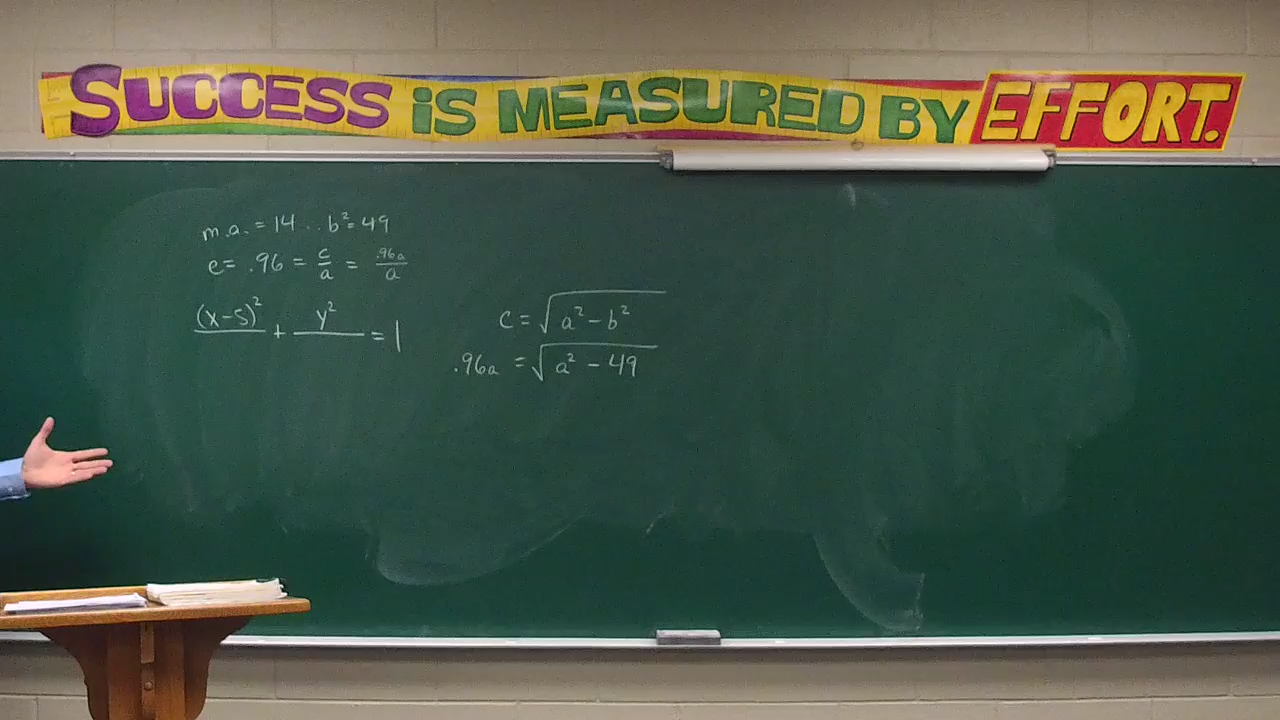 SUCCESS iS MEASURED BY EFFORT.
m.a. = 14 .. b²= 49
e = .96 = c/a = .96a/a
(x-5)²/ + y²/ = 1
c = √a² - b²
.96a = √a² - 49